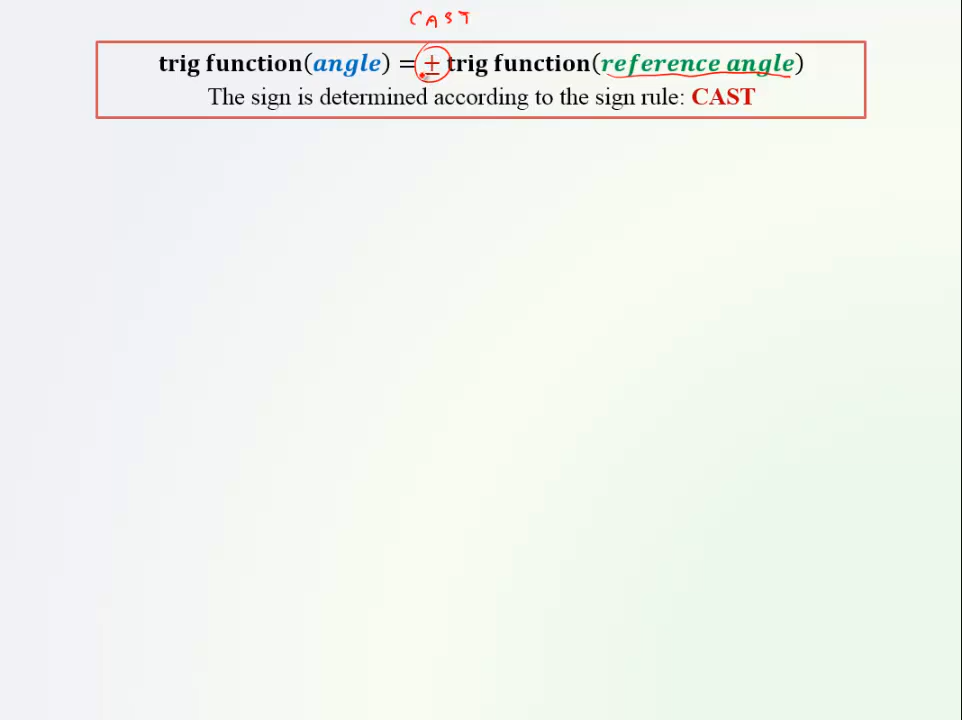 CAST
trig function(angle) = ± trig function(reference angle)
The sign is determined according to the sign rule: CAST